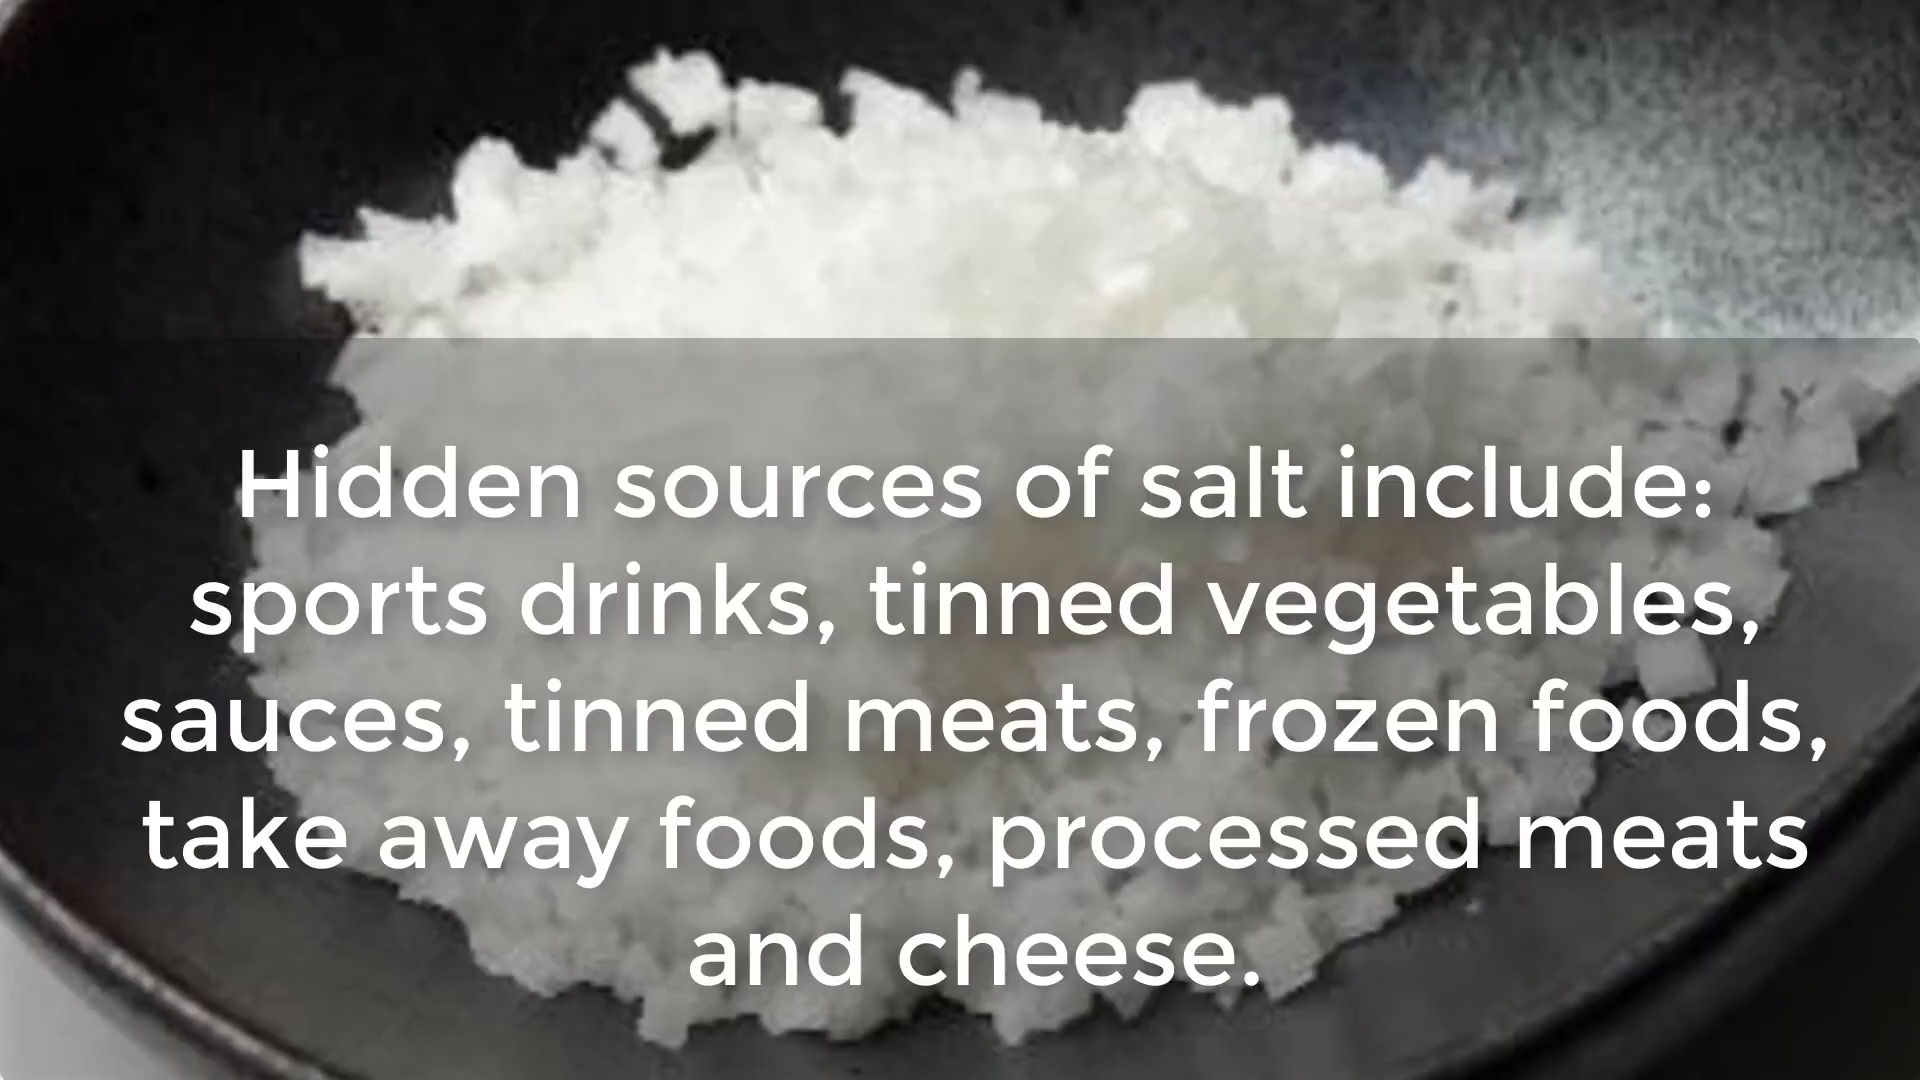 Hidden sources of salt include:
sports drinks, tinned vegetables,
sauces, tinned meats, frozen foods,
take away foods, processed meats
and cheese.